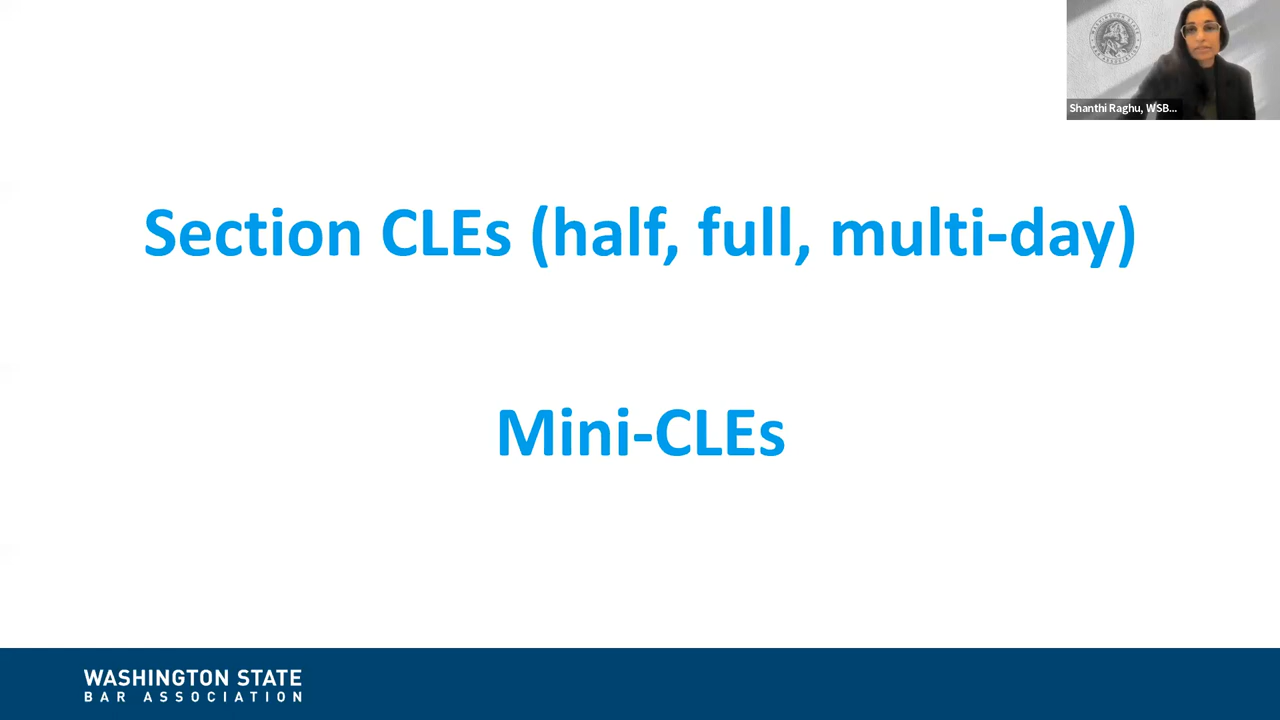 Shanthi Raghu, WSB...
Section CLEs (half, full, multi-day)
Mini-CLEs
WASHINGTON STATE
BAR ASSOCIATION